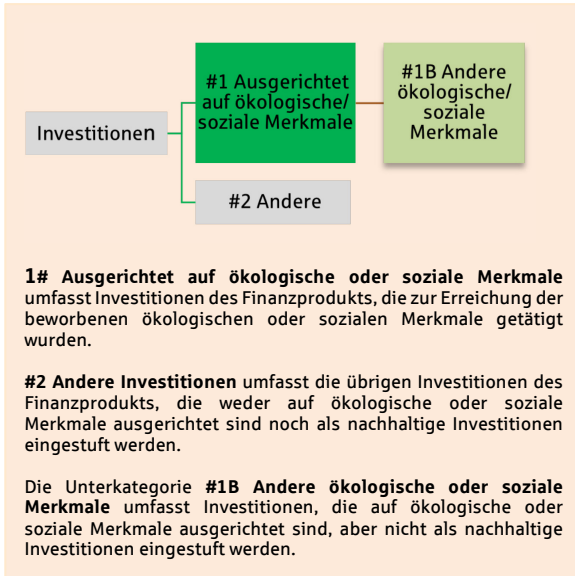 #1 Ausgerichtet
auf ökologische/
soziale Merkmale
#1B Andere
ökologische/
soziale
Merkmale
Investitionen
#2 Andere
1# Ausgerichtet auf ökologische oder soziale Merkmale
umfasst Investitionen des Finanzprodukts, die zur Erreichung der
beworbenen ökologischen oder sozialen Merkmale getätigt
wurden.
#2 Andere Investitionen umfasst die übrigen Investitionen des
Finanzprodukts, die weder auf ökologische oder soziale
Merkmale ausgerichtet sind noch als nachhaltige Investitionen
eingestuft werden.
Die Unterkategorie #1B Andere ökologische oder soziale
Merkmale umfasst Investitionen, die auf ökologische oder
soziale Merkmale ausgerichtet sind, aber nicht als nachhaltige
Investitionen eingestuft werden.